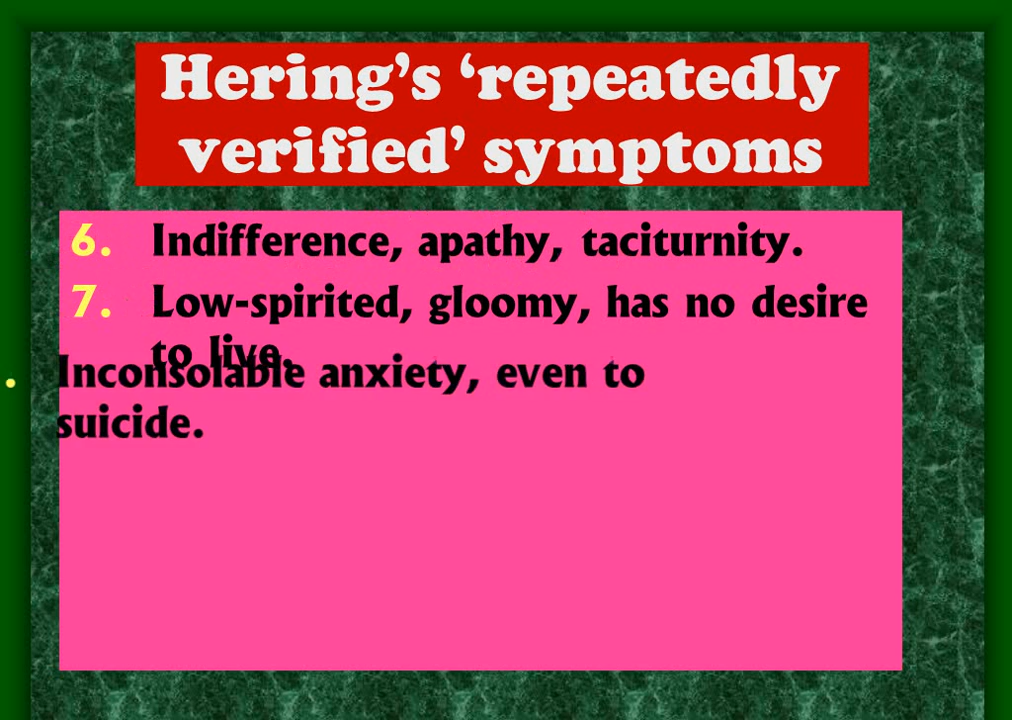 Hering’s ‘repeatedly
verified’ symptoms
6. Indifference, apathy, taciturnity.
7. Low-spirited, gloomy, has no desire
to live.
• Inconsolable anxiety, even to
suicide.